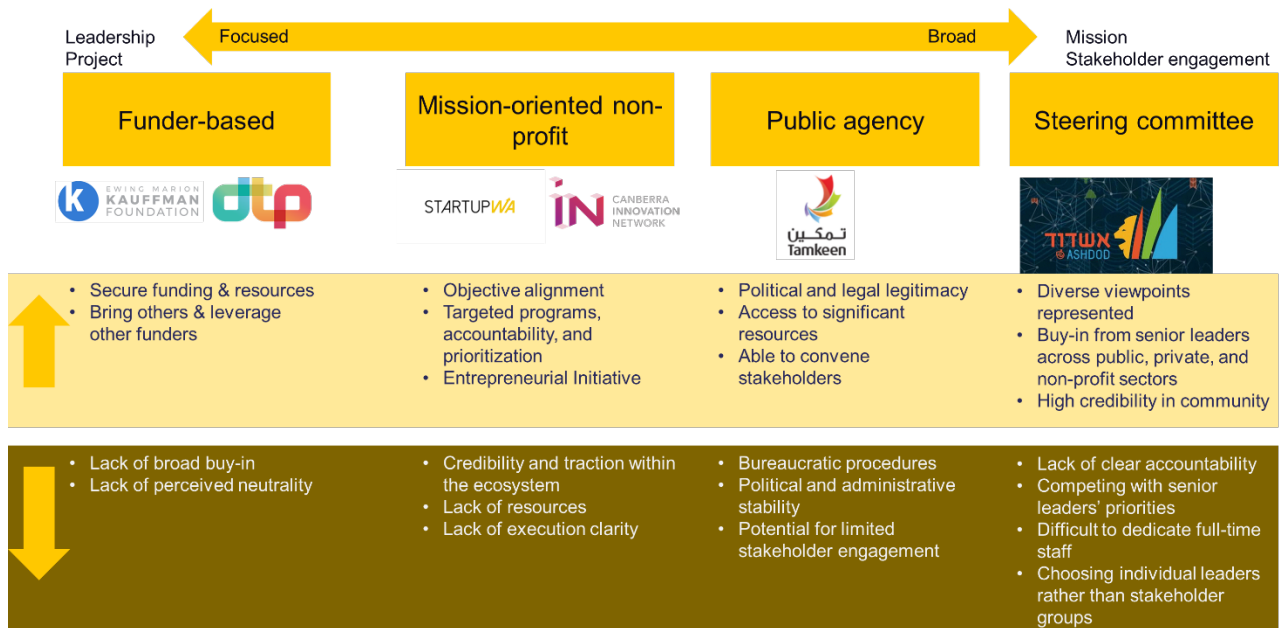 Leadership
Project
Focused
Broad
Mission
Stakeholder engagement
Funder-based
Mission-oriented non-
profit
Public agency
Steering committee
K
EWING MARION
KAUFFMAN
FOUNDATION
dtp
STARTUPWA
iN
CANBERRA
INNOVATION
NETWORK
تمكين
Tamkeen
אשדוד
ASHDOD
• Secure funding & resources
• Bring others & leverage
other funders
• Objective alignment
• Targeted programs,
accountability, and
prioritization
• Entrepreneurial Initiative
• Political and legal legitimacy
• Access to significant
resources
• Able to convene
stakeholders
• Diverse viewpoints
represented
• Buy-in from senior leaders
across public, private, and
non-profit sectors
• High credibility in community
• Lack of broad buy-in
• Lack of perceived neutrality
• Credibility and traction within
the ecosystem
• Lack of resources
• Lack of execution clarity
• Bureaucratic procedures
• Political and administrative
stability
• Potential for limited
stakeholder engagement
• Lack of clear accountability
• Competing with senior
leaders' priorities
• Difficult to dedicate full-time
staff
• Choosing individual leaders
rather than stakeholder
groups